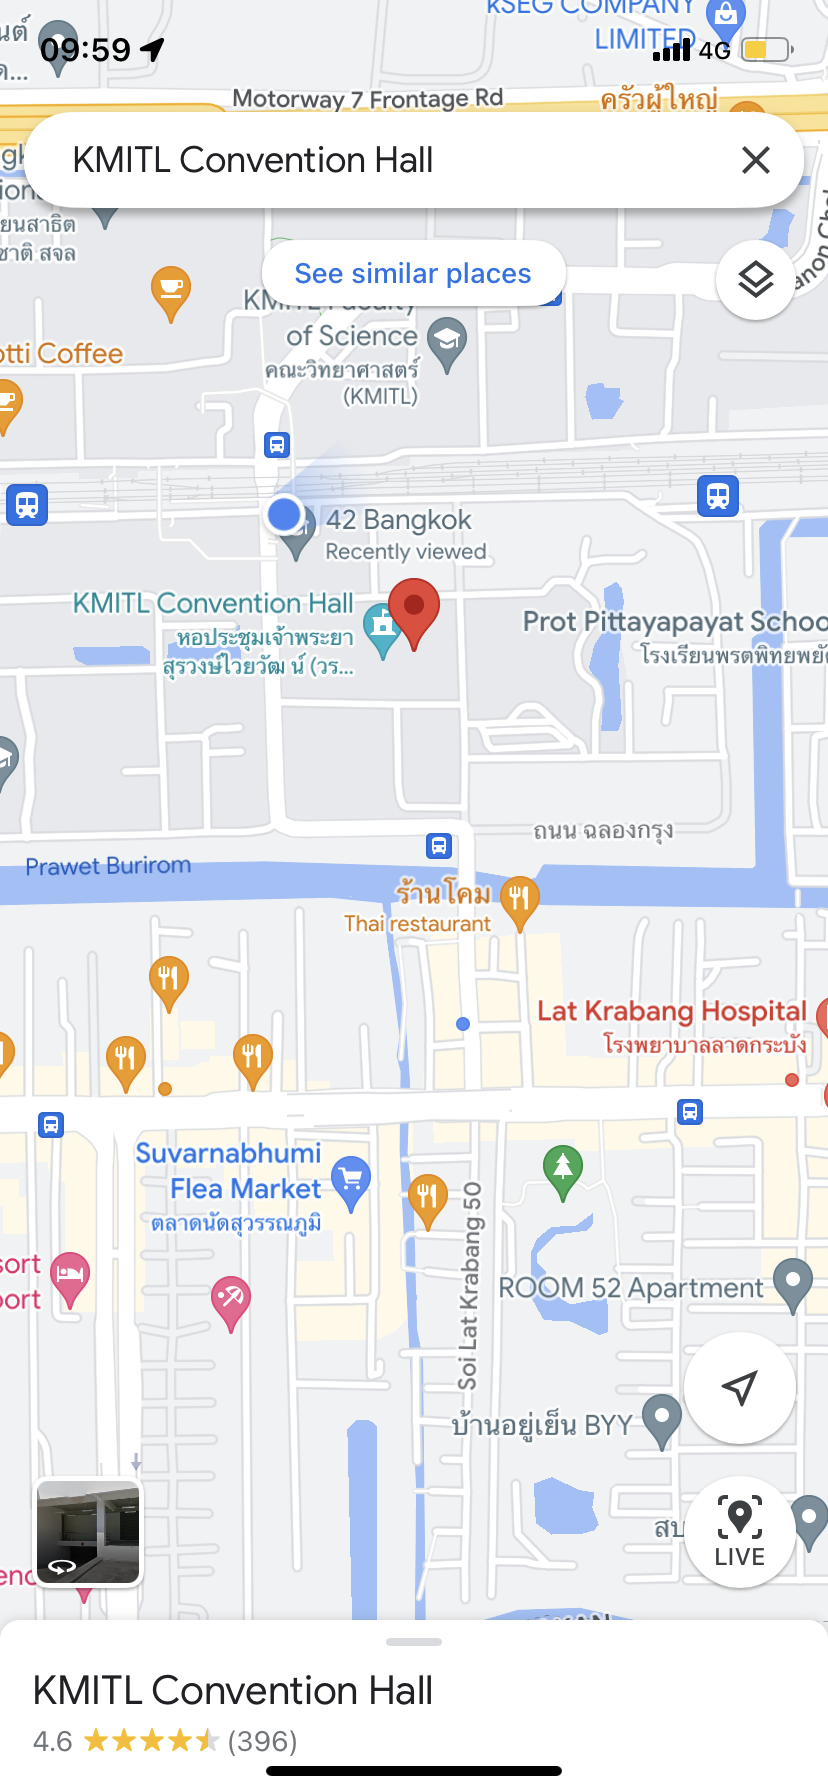 KSEG COMPANY
LIMITED
09:59
4G
Motorway 7 Frontage Rd
ครัวผู้ใหญ่
KMITL Convention Hall
ยนสาธิต
ชาติ สจล
See similar places
of Science
คณะวิทยาศาสตร์
(KMITL)
otti Coffee
42 Bangkok
Recently viewed
KMITL Convention Hall
หอประชุมเจ้าพระยา
สุรวงษ์ไวยวัฒ น์ (วร...
Prot Pittayapayat Schoo
โรงเรียนพรตพิทยพยั
ถนน ฉลองกรุง
Prewet Burirom
ร้านโคม
Thai restaurant
Lat Krabang Hospital
โรงพยาบาลลาดกระบัง
Suvarnabhumi
Flea Market
ตลาดนัดสุวรรณภูมิ
Soi Lat Krabang 50
sort
port
ROOM 52 Apartment
บ้านอยู่เย็น BYY
สบ
LIVE
KMITL Convention Hall
4.6 (396)